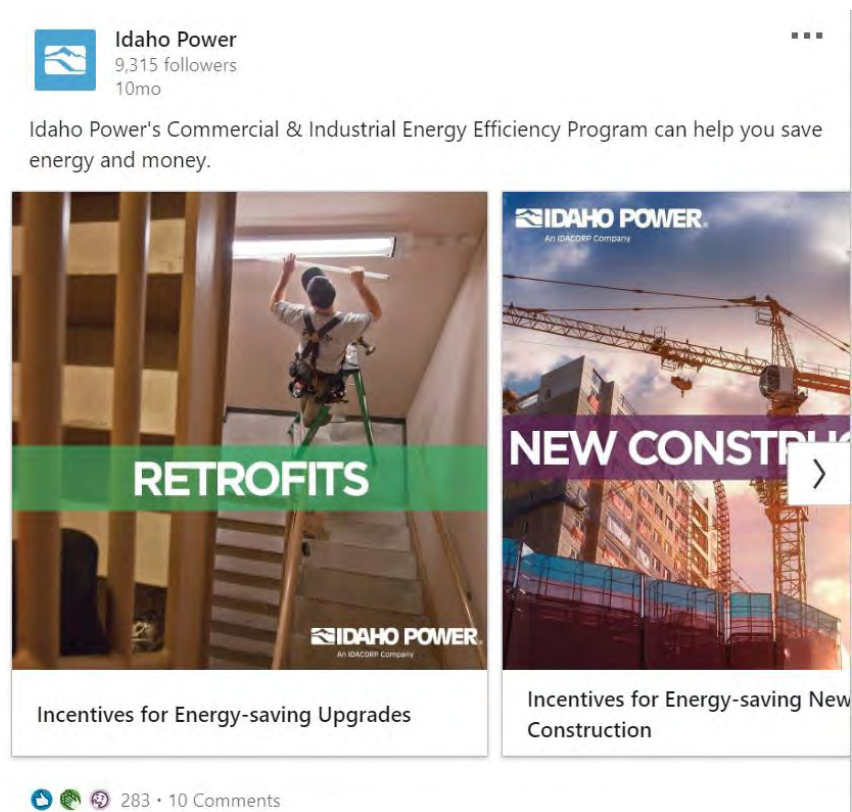 Idaho Power
9,315 followers
10mo
Idaho Power's Commercial & Industrial Energy Efficiency Program can help you save
energy and money.
RETROFITS
IDAHO POWER.
An IDACORP Company
Incentives for Energy-saving Upgrades
IDAHO POWER.
An IDACORP Company
NEW CONSTRUC
Incentives for Energy-saving New
Construction
283 • 10 Comments